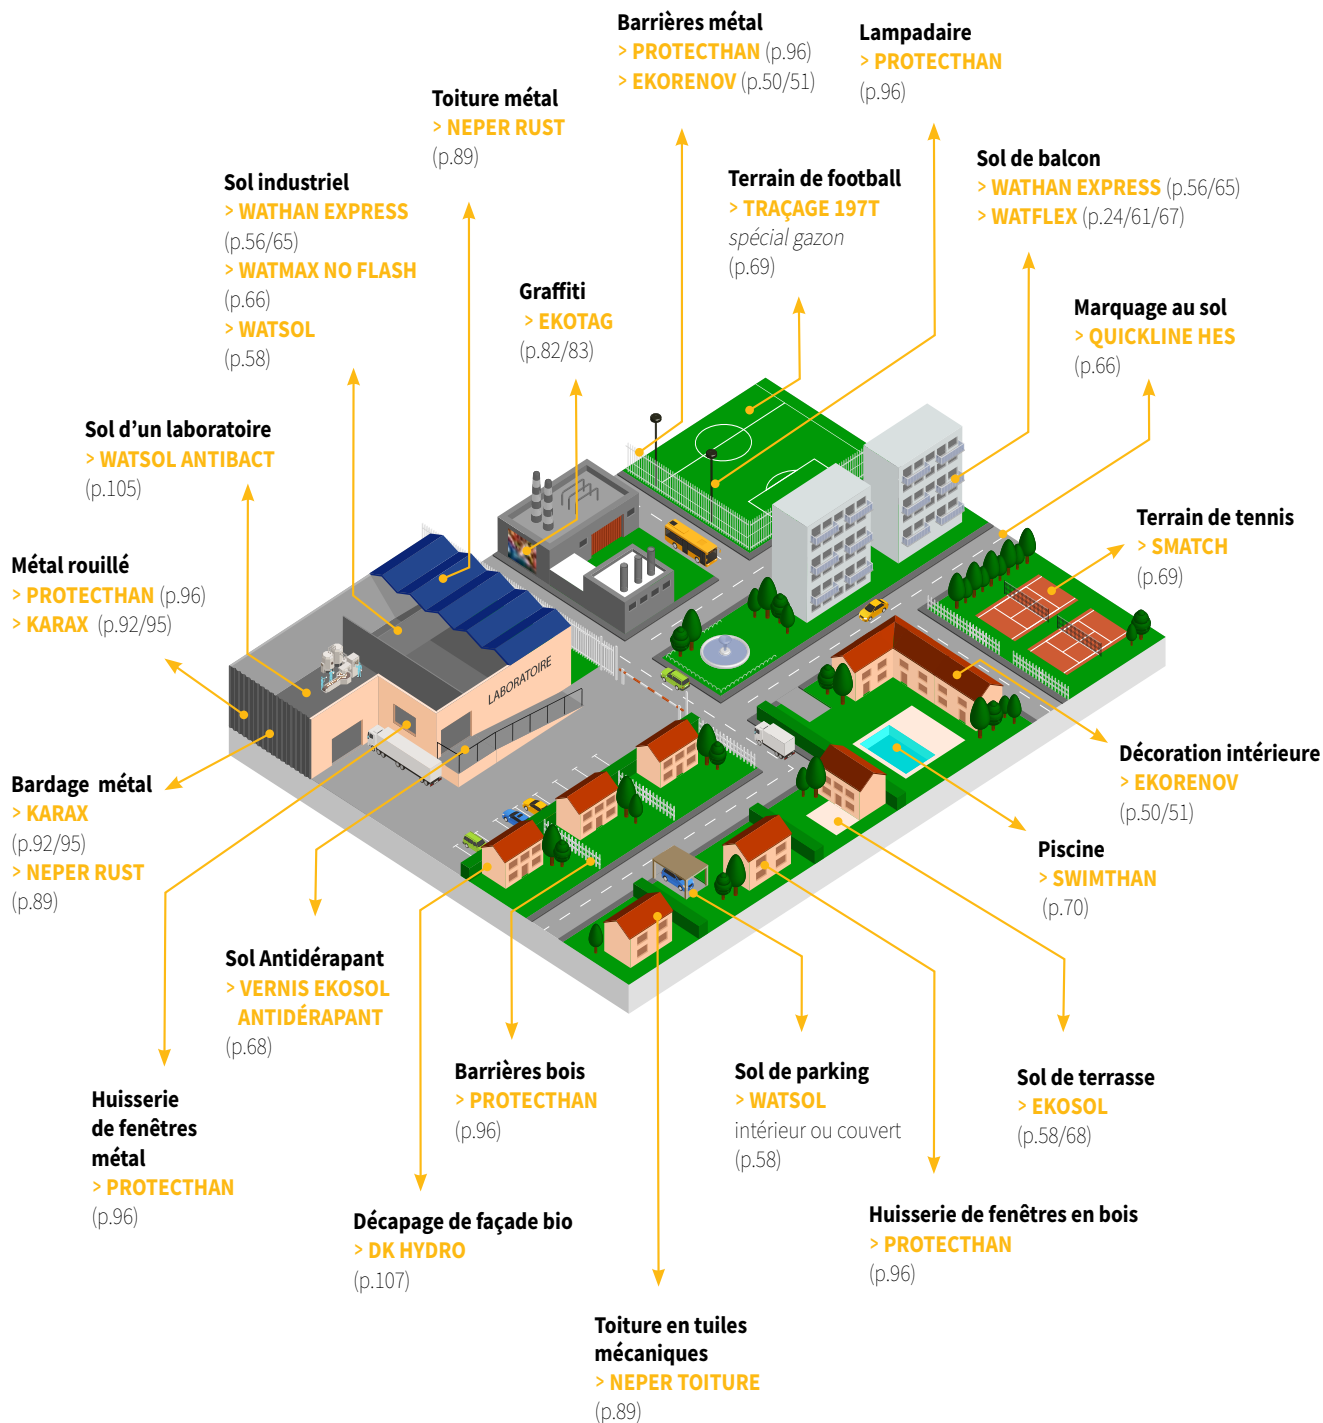 Barrières métal
> PROTECTHAN (p.96)
> EKORENOV (p.50/51)
Lampadaire
> PROTECTHAN
(p.96)
Toiture métal
> NEPER RUST
(p.89)
Sol de balcon
> WATHAN EXPRESS (p.56/65)
> WATFLEX (p.24/61/67)
Terrain de football
> TRAÇAGE 197T
spécial gazon
(p.69)
Sol industriel
> WATHAN EXPRESS
(p.56/65)
> WATMAX NO FLASH
(p.66)
> WATSOL
(p.58)
Graffiti
> EKOTAG
(p.82/83)
Marquage au sol
> QUICKLINE HES
(p.66)
Sol d’un laboratoire
> WATSOL ANTIBACT
(p.105)
Terrain de tennis
> SMATCH
(p.69)
Métal rouillé
> PROTECTHAN (p.96)
> KARAX (p.92/95)
LABORATOIRE
Bardage métal
> KARAX
(p.92/95)
> NEPER RUST
(p.89)
Décoration intérieure
> EKORENOV
(p.50/51)
Piscine
> SWIMTHAN
(p.70)
Sol Antidérapant
> VERNIS EKOSOL
ANTIDÉRAPANT
(p.68)
Huisserie
de fenêtres
métal
> PROTECTHAN
(p.96)
Barrières bois
> PROTECTHAN
(p.96)
Sol de parking
> WATSOL
intérieur ou couvert
(p.58)
Sol de terrasse
> EKOSOL
(p.58/68)
Décapage de façade bio
> DK HYDRO
(p.107)
Huisserie de fenêtres en bois
> PROTECTHAN
(p.96)
Toiture en tuiles
mécaniques
> NEPER TOITURE
(p.89)